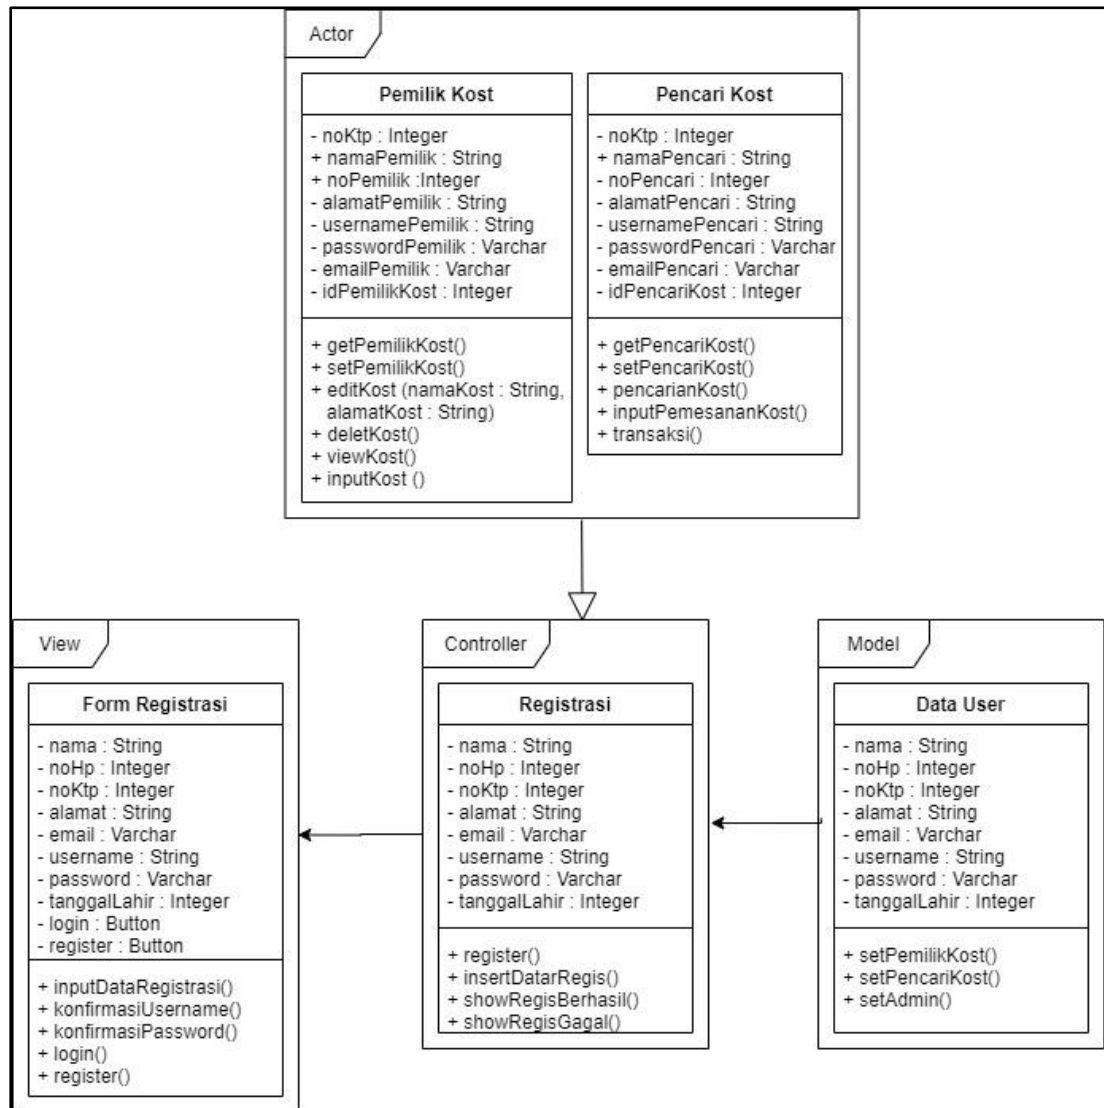 Actor
Pemilik Kost
- noKtp : Integer
+ namaPemilik : String
+ noPemilik :Integer
- alamatPemilik : String
- usernamePemilik : String
- passwordPemilik : Varchar
- emailPemilik : Varchar
- idPemilikKost : Integer
+ getPemilikKost()
+ setPemilikKost()
+ editKost (namaKost : String,
alamatKost : String)
+ deletKost()
+ viewKost()
+ inputKost ()
Pencari Kost
- noKtp : Integer
+ namaPencari : String
- noPencari : Integer
- alamatPencari : String
- usernamePencari : String
- passwordPencari : Varchar
- emailPencari : Varchar
- idPencariKost : Integer
+ getPencariKost()
+ setPencariKost()
+ pencarianKost()
+ inputPemesananKost()
+ transaksi()
View
Form Registrasi
- nama : String
- noHp : Integer
- noKtp : Integer
- alamat : String
- email : Varchar
- username : String
- password : Varchar
- tanggalLahir : Integer
- login : Button
- register : Button
+ inputDataRegistrasi()
+ konfirmasiUsername()
+ konfirmasiPassword()
+ login()
+ register()
Controller
Registrasi
- nama : String
- noHp : Integer
- noKtp : Integer
- alamat : String
- email : Varchar
- username : String
- password : Varchar
- tanggalLahir : Integer
+ register()
+ insertDatarRegis()
+ showRegisBerhasil()
+ showRegisGagal()
Model
Data User
- nama : String
- noHp : Integer
- noKtp : Integer
- alamat : String
- email : Varchar
- username : String
- password : Varchar
- tanggalLahir : Integer
+ setPemilikKost()
+ setPencariKost()
+ setAdmin()